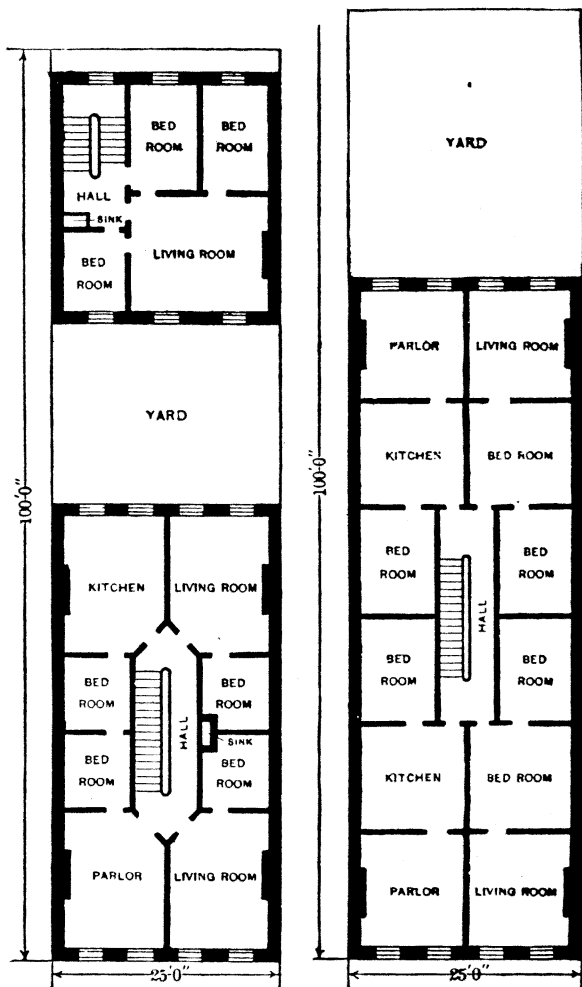 BED
ROOM
BED
ROOM
HALL
SINK
BED
ROOM
LIVING ROOM
YARD
100'-0"
KITCHEN
LIVING ROOM
BED
ROOM
BED
ROOM
HALL
SINK
BED
ROOM
BED
ROOM
PARLOR
LIVING ROOM
25'-0"
YARD
PARLOR
LIVING ROOM
KITCHEN
BED ROOM
100'-0"
BED
ROOM
BED
ROOM
HALL
BED
ROOM
BED
ROOM
KITCHEN
BED ROOM
PARLOR
LIVING ROOM
25'-0"